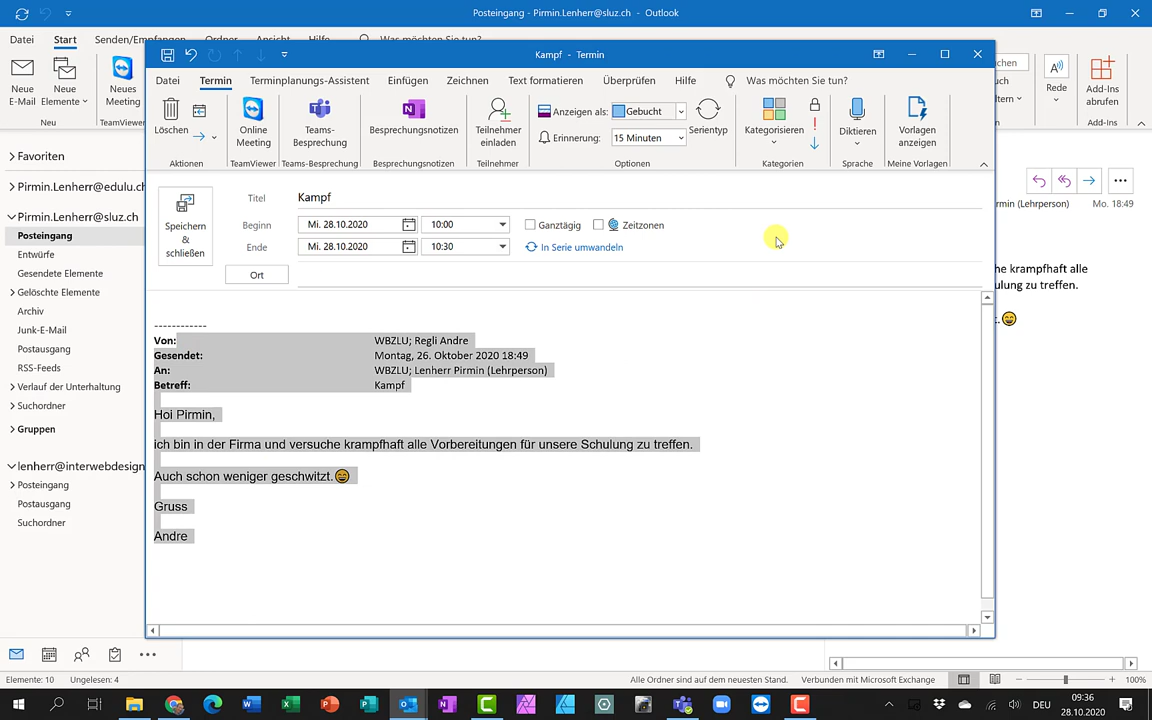 Posteingang - Pirmin.Lenherr@sluz.ch - Outlook
Datei Start Senden/Empfangen Ordner Ansicht Hilfe Was möchten Sie tun?
Kampf - Termin
Datei Termin Terminplanungs-Assistent Einfügen Zeichnen Text formatieren Überprüfen Hilfe Was möchten Sie tun?
Neue E-Mail
Neue Elemente
Neues Meeting
Neu
TeamViewer
Löschen
Aktionen
Online Meeting
TeamViewer
Teams-Besprechung
Teams-Besprechung
Besprechungsnotizen
Besprechungsnotizen
Teilnehmer einladen
Teilnehmer
Anzeigen als: Gebucht
Erinnerung: 15 Minuten
Serientyp
Optionen
Kategorisieren
Kategorien
Diktieren
Sprache
Vorlagen anzeigen
Meine Vorlagen
Rede
Add-Ins abrufen
Add-Ins
Favoriten
Pirmin.Lenherr@edulu.ch
Pirmin.Lenherr@sluz.ch
Posteingang
Entwürfe
Gesendete Elemente
Gelöschte Elemente
Archiv
Junk-E-Mail
Postausgang
RSS-Feeds
Verlauf der Unterhaltung
Suchordner
Gruppen
lenherr@interwebdesign
Posteingang
Postausgang
Suchordner
Speichern & schließen
Titel Kampf
Beginn Mi. 28.10.2020 10:00 Ganztägig Zeitzonen
Ende Mi. 28.10.2020 10:30 In Serie umwandeln
Ort
------------
Von: WBZLU; Regli Andre
Gesendet: Montag, 26. Oktober 2020 18:49
An: WBZLU; Lenherr Pirmin (Lehrperson)
Betreff: Kampf
Hoi Pirmin,
ich bin in der Firma und versuche krampfhaft alle Vorbereitungen für unsere Schulung zu treffen.
Auch schon weniger geschwitzt.😄
Gruss
Andre
rmin (Lehrperson) Mo. 18:49
he krampfhaft alle
ulung zu treffen.
Elemente: 10 Ungelesen: 4 Alle Ordner sind auf dem neuesten Stand. Verbunden mit Microsoft Exchange 100%
DEU
09:36
28.10.2020